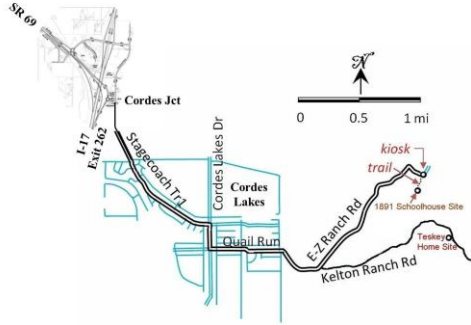 SR 69
N
Cordes Jct
0 0.5 1 mi
I-17
Exit 262
Stagecoach Trl
Cordes Lakes Dr
kiosk
trail
Cordes
Lakes
1891 Schoolhouse Site
E-Z Ranch Rd
Teskey
Home Site
Quail Run
Kelton Ranch Rd